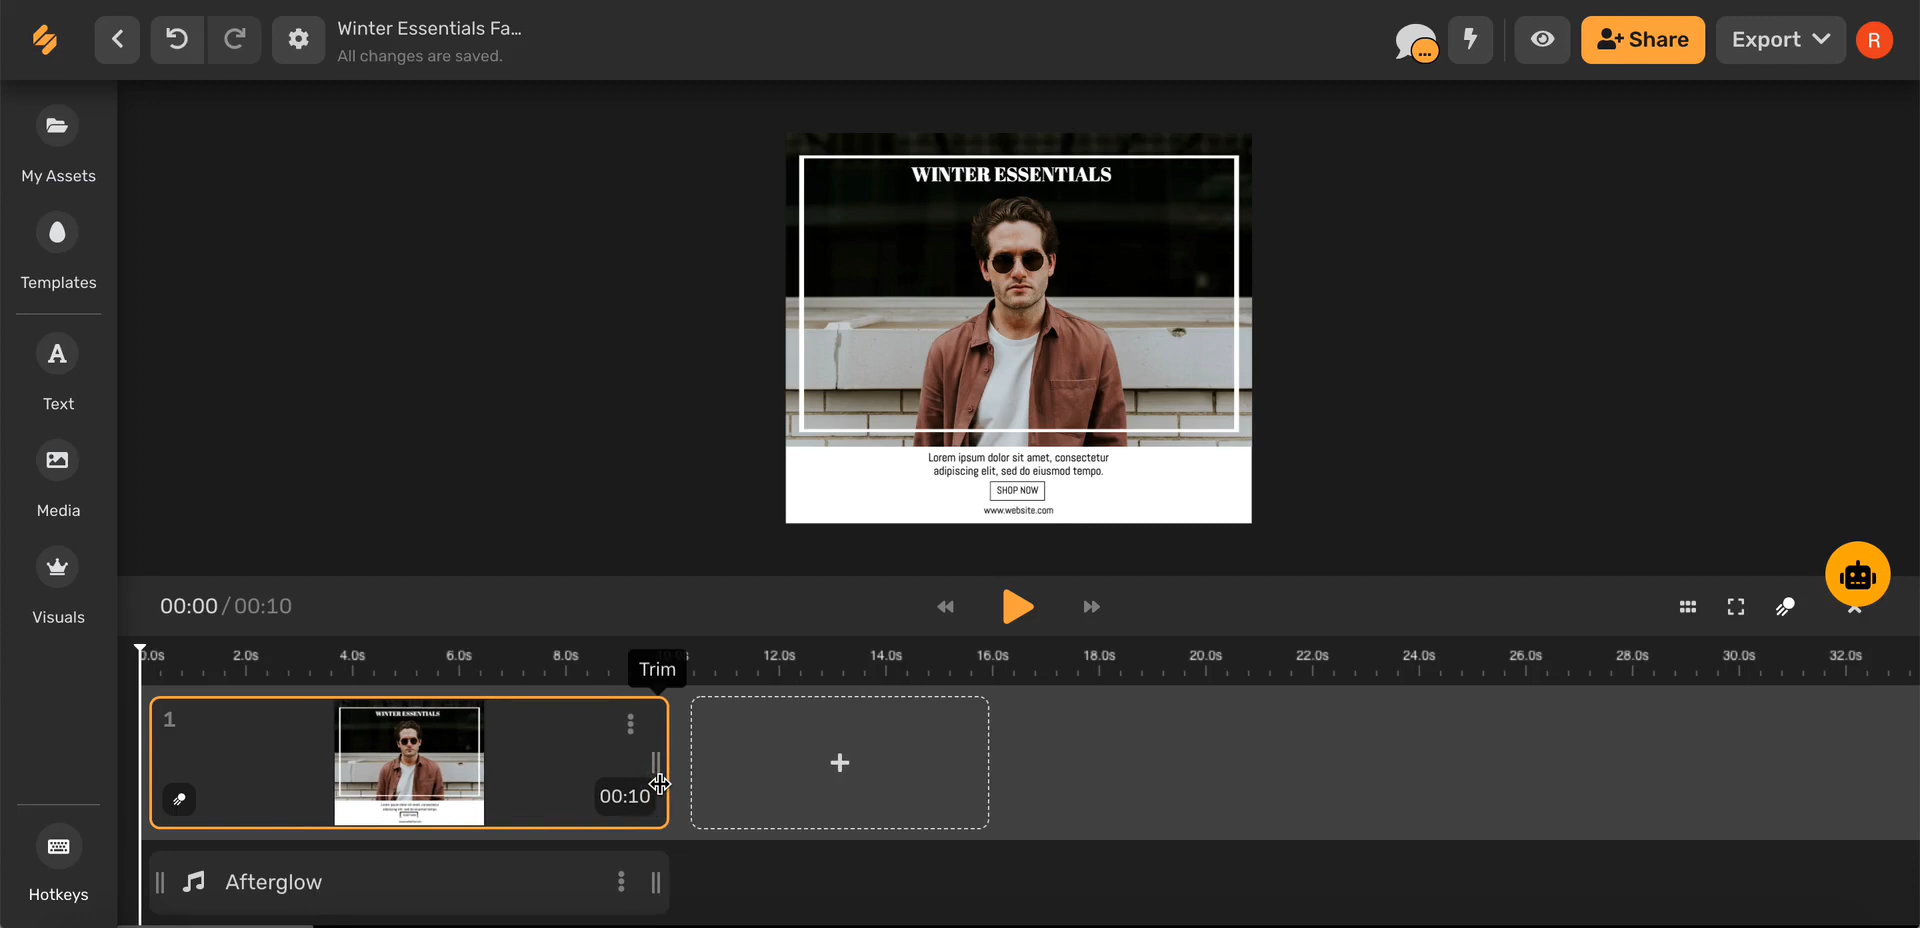 Winter Essentials Fa...
All changes are saved.
...
Share
Export
R
My Assets
Templates
A
Text
Media
Visuals
Hotkeys
WINTER ESSENTIALS
Lorem ipsum dolor sit amet, consectetur
adipiscing elit, sed do eiusmod tempo.
SHOP NOW
www.website.com
00:00 / 00:10
0.0s 2.0s 4.0s 6.0s 8.0s 12.0s 14.0s 16.0s 18.0s 20.0s 22.0s 24.0s 26.0s 28.0s 30.0s 32.0s
Trim
1
WINTER ESSENTIALS
00:10
Afterglow